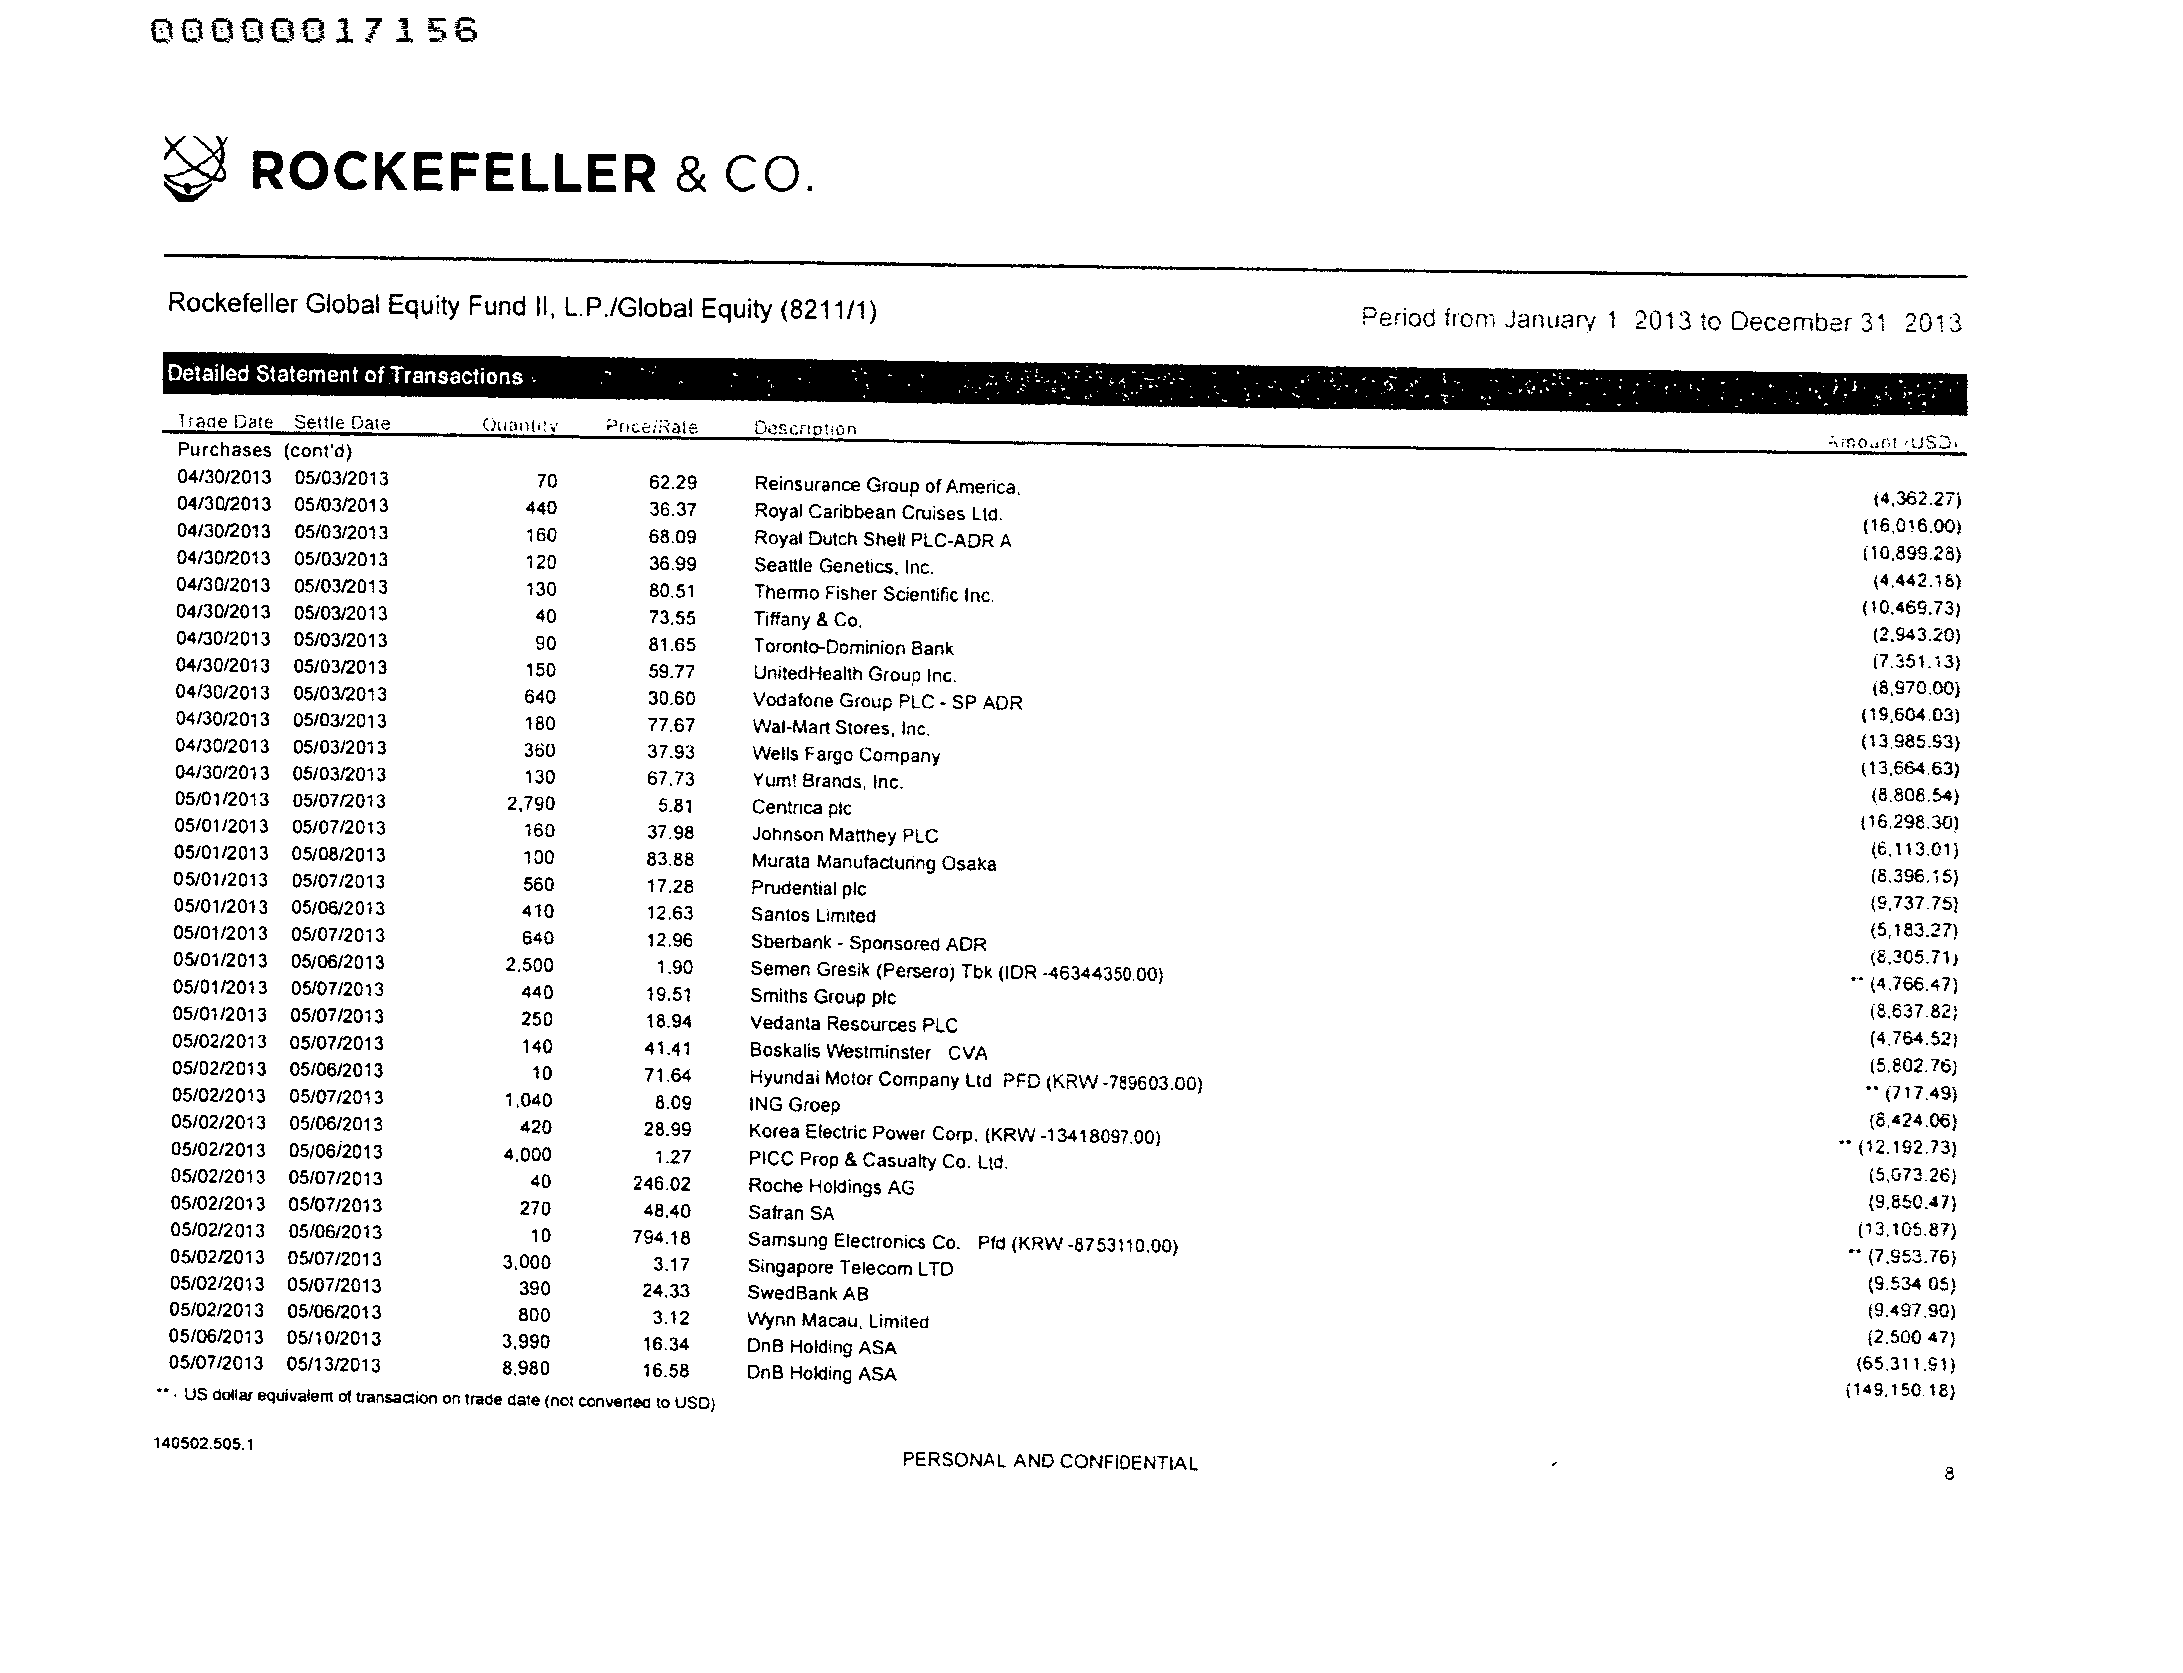 00000017156
ROCKEFELLER & CO.
Rockefeller Global Equity Fund II, L.P./Global Equity (8211/1) Period from January 1 2013 to December 31 2013
Detailed Statement of Transactions
Trade Date Settle Date Quantity Price/Rate Description Amount (USD)
Purchases (cont'd)
04/30/2013 05/03/2013 70 62.29 Reinsurance Group of America, (4,362.27)
04/30/2013 05/03/2013 440 36.37 Royal Caribbean Cruises Ltd. (16,016.00)
04/30/2013 05/03/2013 160 68.09 Royal Dutch Shell PLC-ADR A (10,899.28)
04/30/2013 05/03/2013 120 36.99 Seattle Genetics, Inc. (4,442.18)
04/30/2013 05/03/2013 130 80.51 Thermo Fisher Scientific Inc. (10,469.73)
04/30/2013 05/03/2013 40 73.55 Tiffany & Co. (2,943.20)
04/30/2013 05/03/2013 90 81.65 Toronto-Dominion Bank (7,351.13)
04/30/2013 05/03/2013 150 59.77 UnitedHealth Group Inc. (8,970.00)
04/30/2013 05/03/2013 640 30.60 Vodafone Group PLC - SP ADR (19,604.03)
04/30/2013 05/03/2013 180 77.67 Wal-Mart Stores, Inc. (13,985.93)
04/30/2013 05/03/2013 360 37.93 Wells Fargo Company (13,664.63)
04/30/2013 05/03/2013 130 67.73 Yum! Brands, Inc. (8,808.54)
05/01/2013 05/07/2013 2,790 5.81 Centrica plc (16,298.30)
05/01/2013 05/07/2013 160 37.98 Johnson Matthey PLC (6,113.01)
05/01/2013 05/08/2013 100 83.88 Murata Manufacturing Osaka (8,396.15)
05/01/2013 05/07/2013 560 17.28 Prudential plc (9,737.75)
05/01/2013 05/06/2013 410 12.63 Santos Limited (5,183.27)
05/01/2013 05/07/2013 640 12.96 Sberbank - Sponsored ADR (8,305.71)
05/01/2013 05/06/2013 2,500 1.90 Semen Gresik (Persero) Tbk (IDR -46344350.00) ** (4,766.47)
05/01/2013 05/07/2013 440 19.51 Smiths Group plc (8,637.82)
05/01/2013 05/07/2013 250 18.94 Vedanta Resources PLC (4,764.52)
05/02/2013 05/07/2013 140 41.41 Boskalis Westminster CVA (5,802.76)
05/02/2013 05/06/2013 10 71.64 Hyundai Motor Company Ltd PFD (KRW -789603.00) ** (717.49)
05/02/2013 05/07/2013 1,040 8.09 ING Groep (8,424.06)
05/02/2013 05/06/2013 420 28.99 Korea Electric Power Corp. (KRW -13418097.00) ** (12,192.73)
05/02/2013 05/06/2013 4,000 1.27 PICC Prop & Casualty Co. Ltd. (5,073.26)
05/02/2013 05/07/2013 40 246.02 Roche Holdings AG (9,850.47)
05/02/2013 05/07/2013 270 48.40 Safran SA (13,105.87)
05/02/2013 05/06/2013 10 794.18 Samsung Electronics Co. Pfd (KRW -8753110.00) ** (7,953.76)
05/02/2013 05/07/2013 3,000 3.17 Singapore Telecom LTD (9,534 05)
05/02/2013 05/07/2013 390 24.33 SwedBank AB (9,497.90)
05/02/2013 05/06/2013 800 3.12 Wynn Macau, Limited (2,500 47)
05/06/2013 05/10/2013 3,990 16.34 DnB Holding ASA (65,311.91)
05/07/2013 05/13/2013 8,980 16.58 DnB Holding ASA (149,150.18)
** . US dollar equivalent of transaction on trade date (not converted to USD)
140502.505.1
PERSONAL AND CONFIDENTIAL
8